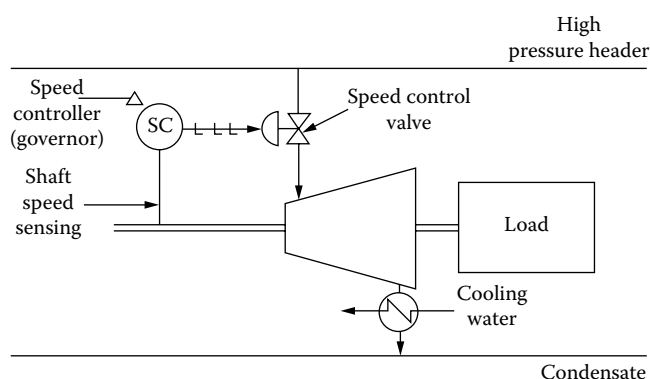 High
pressure header
Speed
controller
(governor)
SC
Speed control
valve
Shaft
speed
sensing
Load
Cooling
water
Condensate